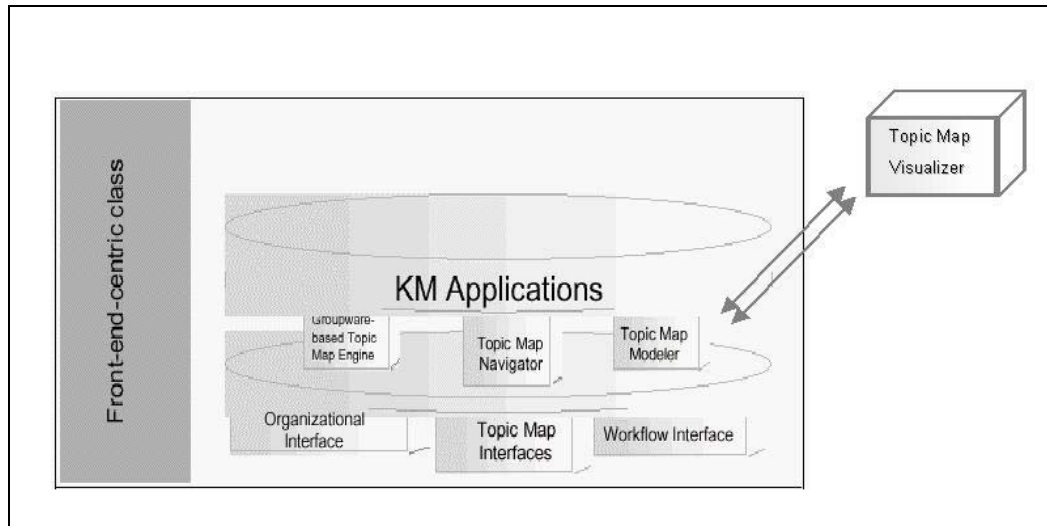 Front-end-centric class
Topic Map
Visualizer
KM Applications
Groupware-
based Topic
Map Engine
Topic Map
Navigator
Topic Map
Modeler
Organizational
Interface
Topic Map
Interfaces
Workflow Interface